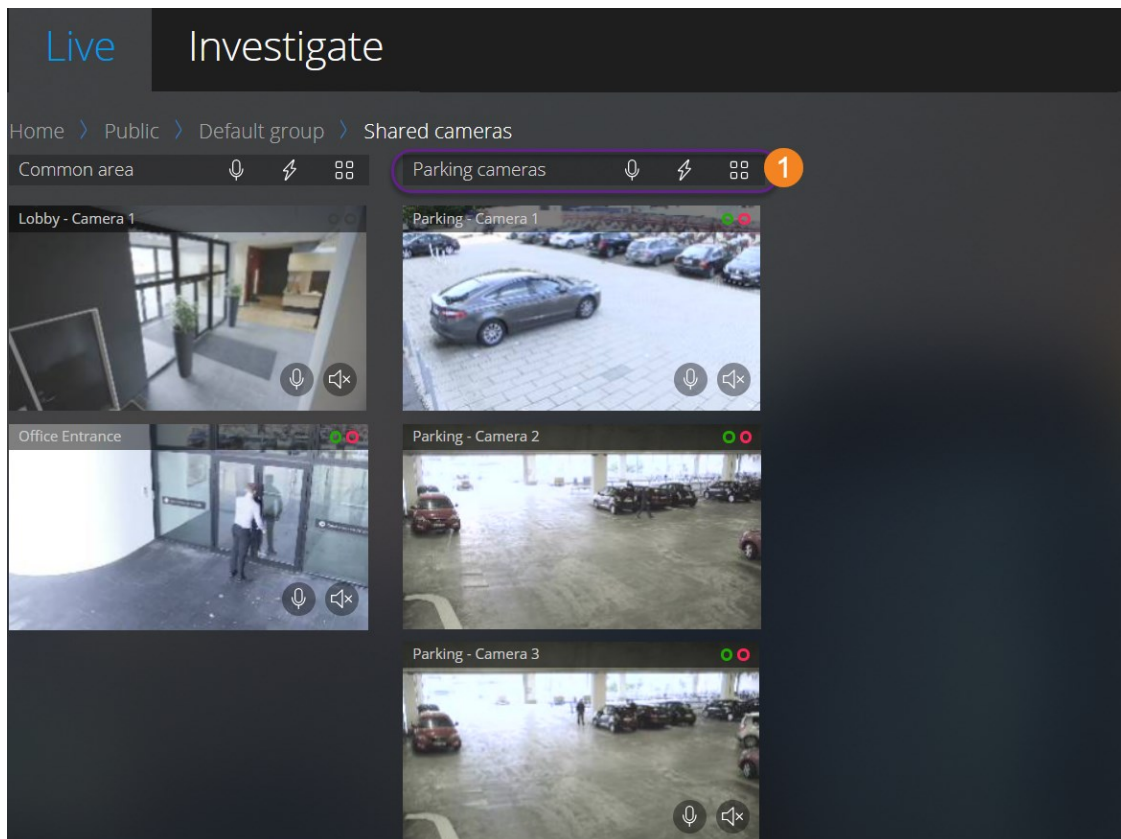 Live Investigate
Home > Public > Default group > Shared cameras
Common area
Parking cameras
1
Lobby - Camera 1
Parking - Camera 1
Office Entrance
Parking - Camera 2
Parking - Camera 3